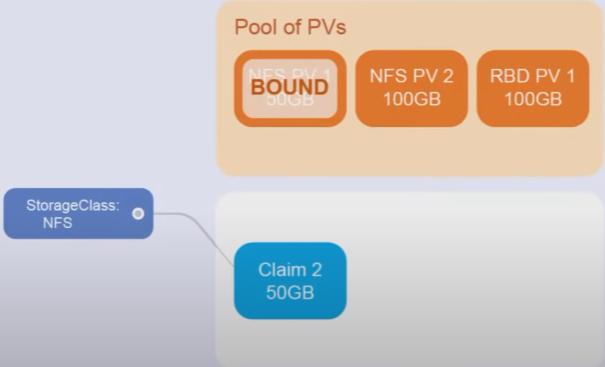 Pool of PVs
NFS PV 1
50GB
BOUND
NFS PV 2
100GB
RBD PV 1
100GB
StorageClass:
NFS
Claim 2
50GB